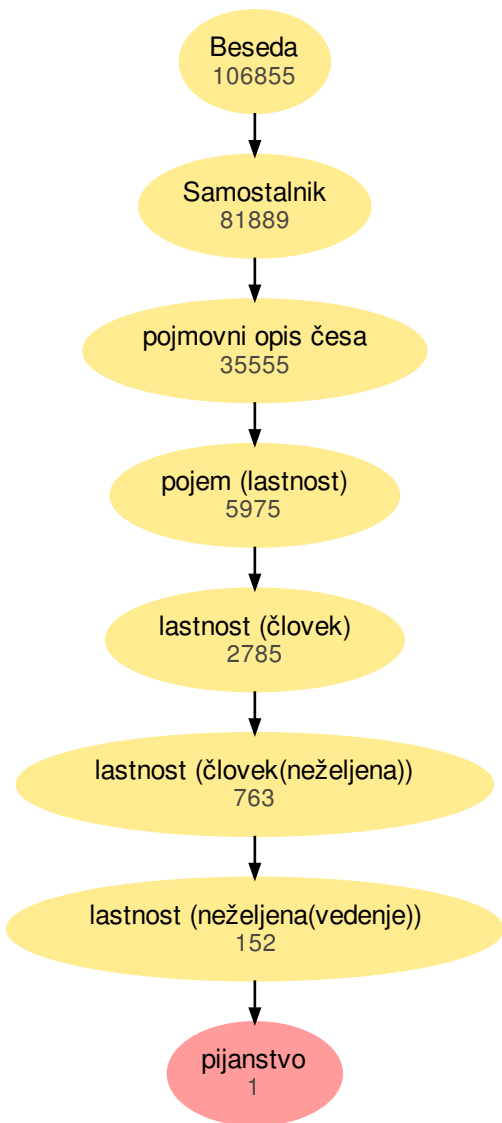 Beseda
106855
Samostalnik
81889
pojmovni opis česa
35555
pojem (lastnost)
5975
lastnost (človek)
2785
lastnost (človek(neželjena))
763
lastnost (neželjena(vedenje))
152
pijanstvo
1